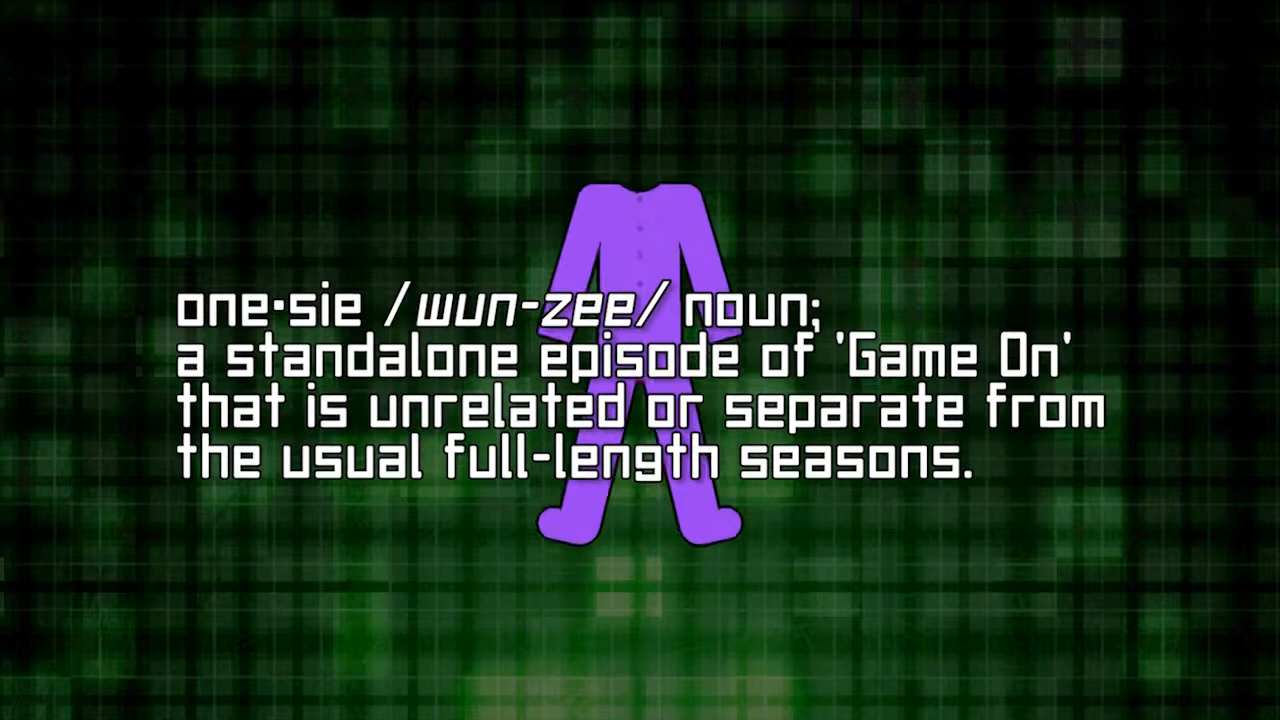 one·sie /wun-zee/ noun;
a standalone episode of 'Game On'
that is unrelated or separate from
the usual full-length seasons.